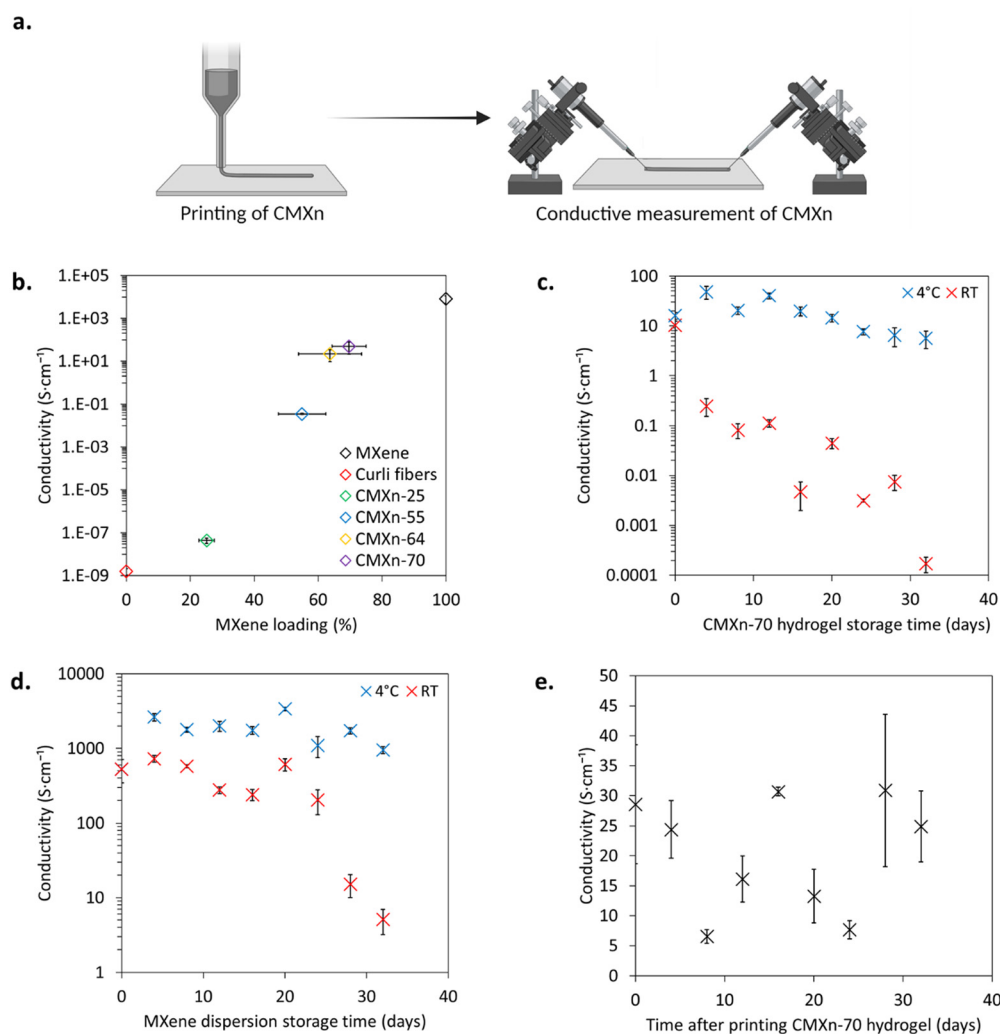 a.
Printing of CMXn
Conductive measurement of CMXn
b.
Conductivity (S·cm⁻¹)
1.E+05
1.E+03
1.E+01
1.E-01
1.E-03
1.E-05
1.E-07
1.E-09
MXene
Curli fibers
CMXn-25
CMXn-55
CMXn-64
CMXn-70
0 20 40 60 80 100
MXene loading (%)
c.
Conductivity (S·cm⁻¹)
100
10
1
0.1
0.01
0.001
0.0001
4°C RT
0 10 20 30 40
CMXn-70 hydrogel storage time (days)
d.
Conductivity (S·cm⁻¹)
10000
1000
100
10
1
4°C RT
0 10 20 30 40
MXene dispersion storage time (days)
e.
Conductivity (S·cm⁻¹)
50
45
40
35
30
25
20
15
10
5
0
0 10 20 30 40
Time after printing CMXn-70 hydrogel (days)